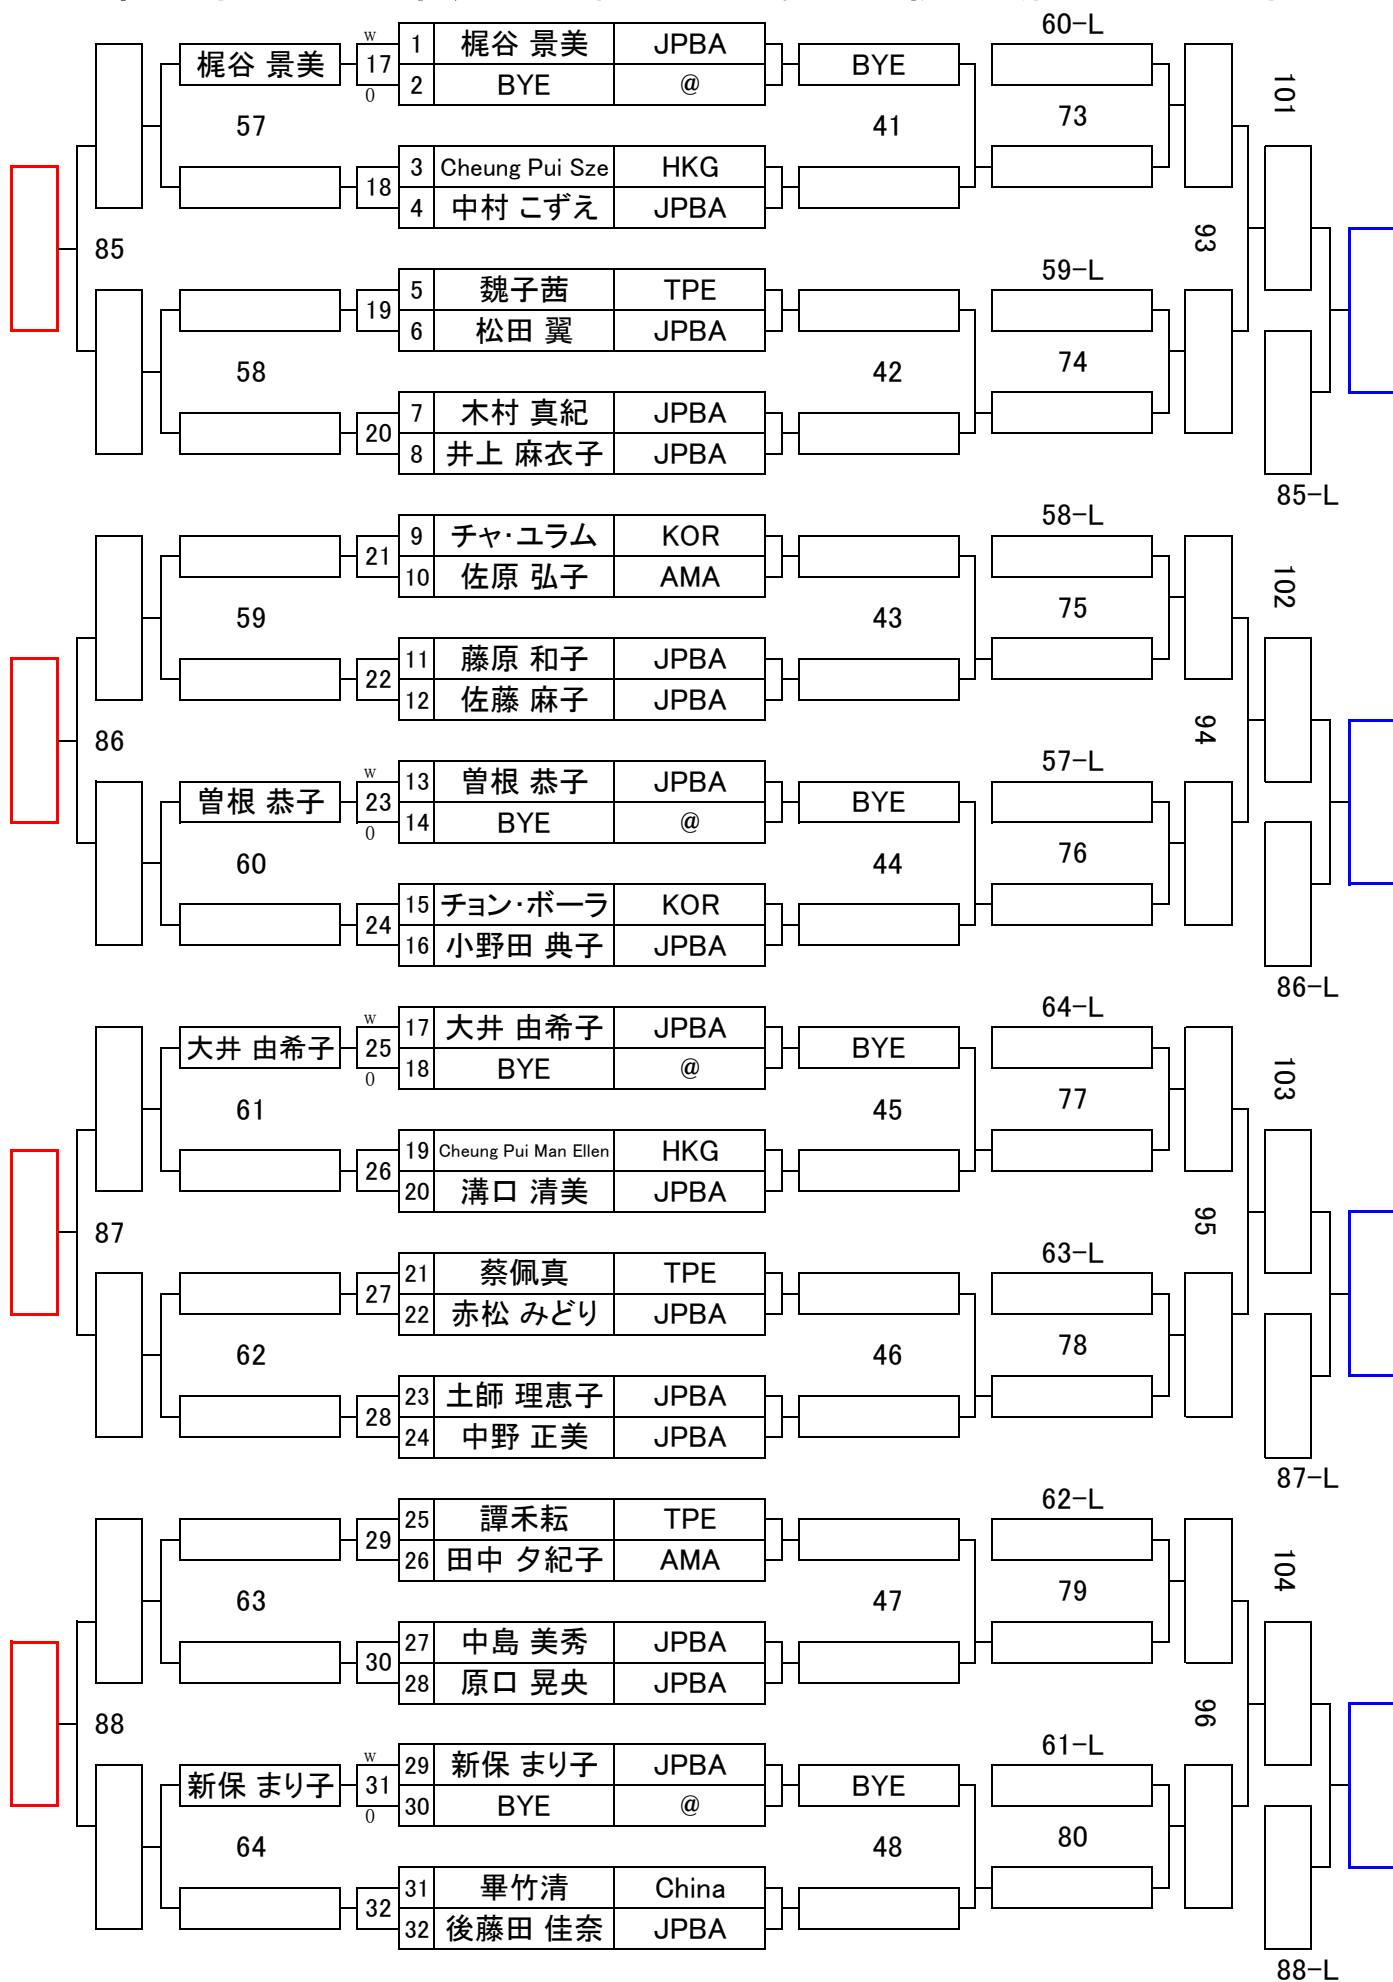 60-L
w
1 梶谷 景美 JPBA
梶谷 景美 17 BYE
2 BYE @
0
101
57 41 73
3 Cheung Pui Sze HKG
18
4 中村 こずえ JPBA
85 93
59-L
5 魏子茜 TPE
19
6 松田 翼 JPBA
58 42 74
7 木村 真紀 JPBA
20
8 井上 麻衣子 JPBA
85-L
58-L
9 チャ・ユラム KOR
21
10 佐原 弘子 AMA
102
59 43 75
11 藤原 和子 JPBA
22
12 佐藤 麻子 JPBA
86 94
57-L
w
13 曽根 恭子 JPBA
曽根 恭子 23 BYE
14 BYE @
0
60 44 76
15 チョン・ボーラ KOR
24
16 小野田 典子 JPBA
86-L
64-L
w
17 大井 由希子 JPBA
大井 由希子 25 BYE
18 BYE @
0
103
61 45 77
19 Cheung Pui Man Ellen HKG
26
20 溝口 清美 JPBA
87 95
63-L
21 蔡佩真 TPE
27
22 赤松 みどり JPBA
62 46 78
23 土師 理恵子 JPBA
28
24 中野 正美 JPBA
87-L
62-L
25 譚禾耘 TPE
29
26 田中 夕紀子 AMA
104
63 47 79
27 中島 美秀 JPBA
30
28 原口 晃央 JPBA
88 96
61-L
w
29 新保 まり子 JPBA
新保 まり子 31 BYE
30 BYE @
0
64 48 80
31 畢竹清 China
32
32 後藤田 佳奈 JPBA
88-L